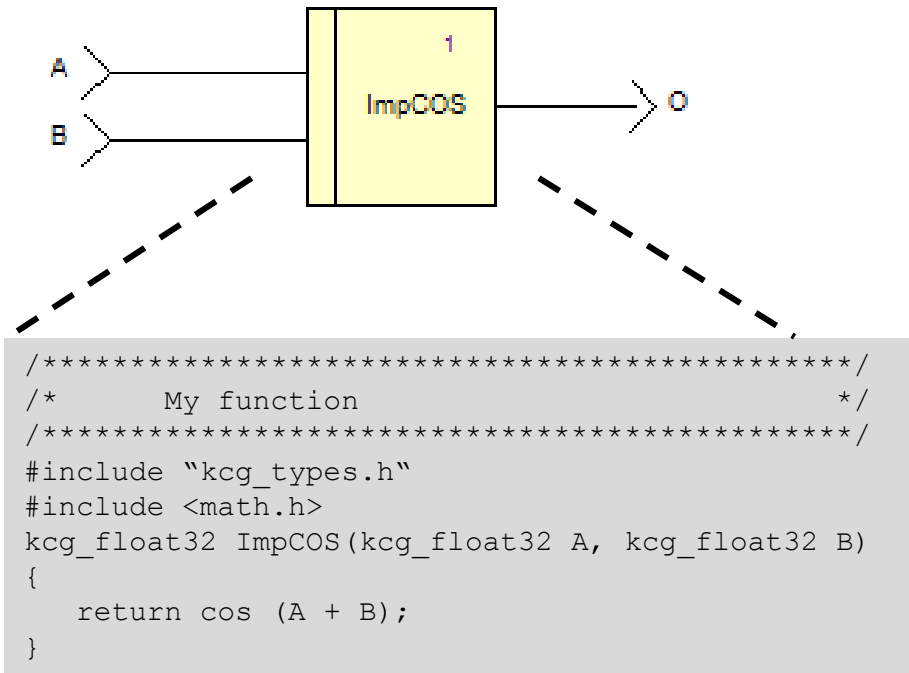 1
A
ImpCOS
O
B
/**********************************************/
/*      My function                           */
/**********************************************/
#include “kcg_types.h“
#include <math.h>
kcg_float32 ImpCOS(kcg_float32 A, kcg_float32 B)
{
   return cos (A + B);
}